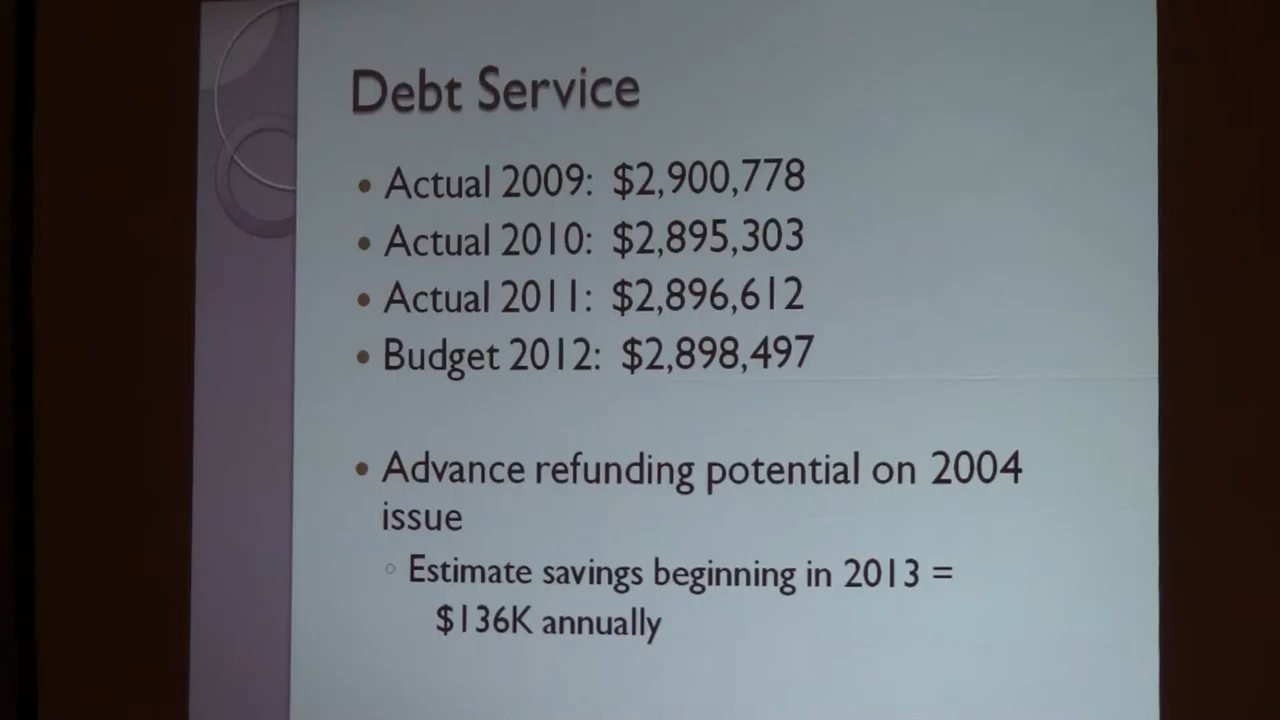 Debt Service
• Actual 2009: $2,900,778
• Actual 2010: $2,895,303
• Actual 2011: $2,896,612
• Budget 2012: $2,898,497
• Advance refunding potential on 2004
issue
◦ Estimate savings beginning in 2013 =
$136K annually